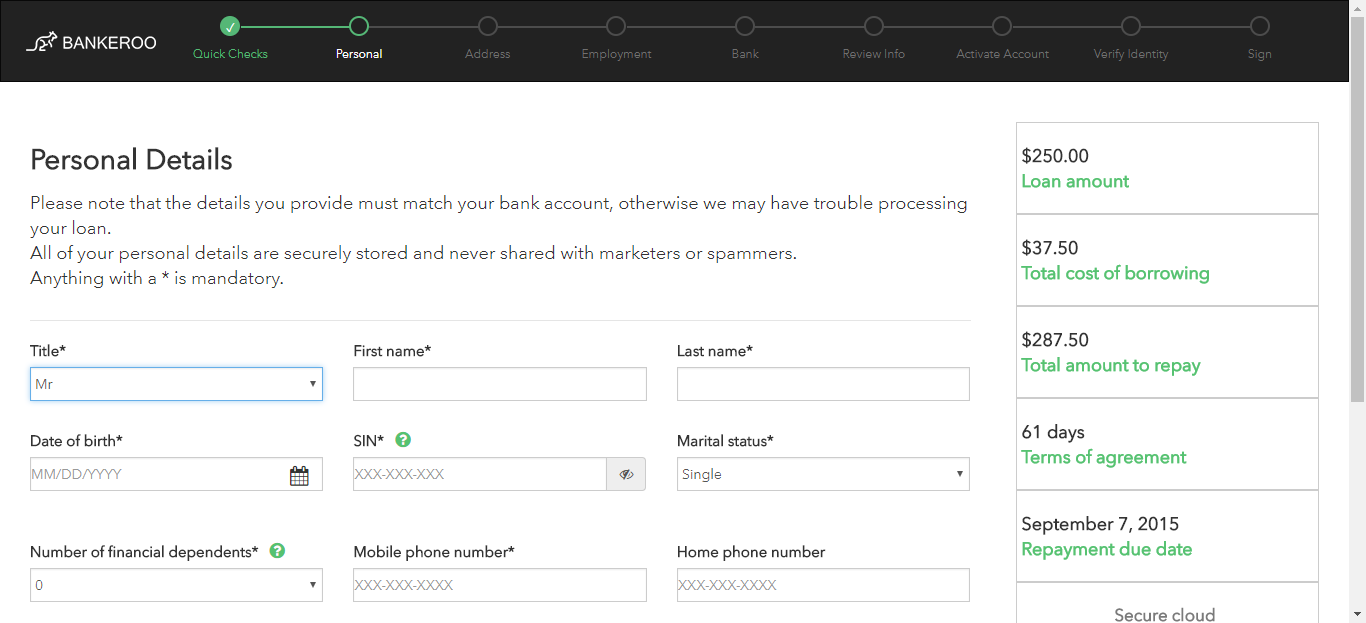 BANKEROO
Quick Checks
Personal
Address
Employment
Bank
Review Info
Activate Account
Verify Identity
Sign
Personal Details
Please note that the details you provide must match your bank account, otherwise we may have trouble processing
your loan.
All of your personal details are securely stored and never shared with marketers or spammers.
Anything with a * is mandatory.
Title*
First name*
Last name*
Mr
Date of birth*
SIN* ?
Marital status*
MM/DD/YYYY
XXX-XXX-XXX
Single
Number of financial dependents* ?
Mobile phone number*
Home phone number
0
XXX-XXX-XXXX
XXX-XXX-XXXX
$250.00
Loan amount
$37.50
Total cost of borrowing
$287.50
Total amount to repay
61 days
Terms of agreement
September 7, 2015
Repayment due date
Secure cloud